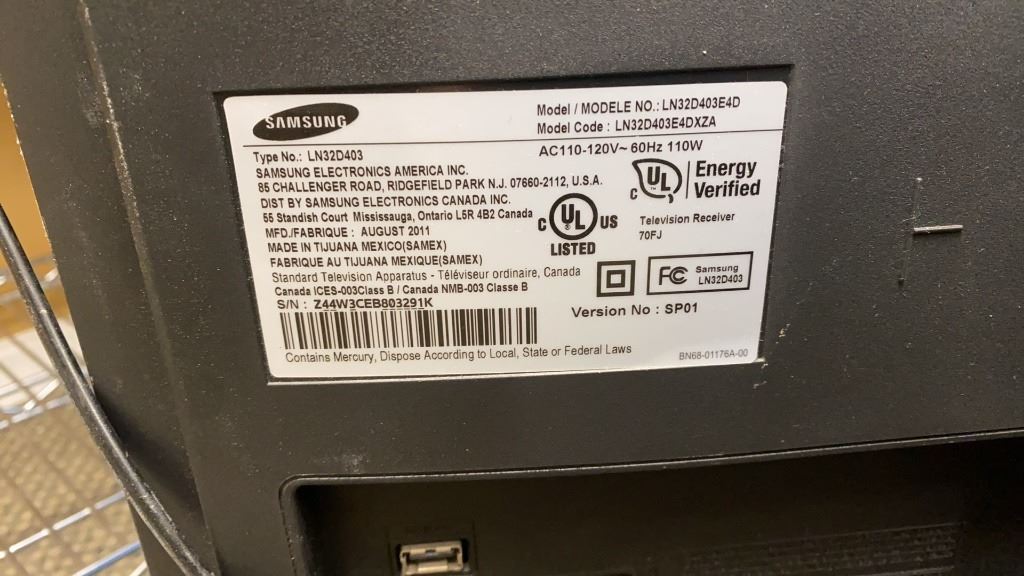 SAMSUNG
Model / MODELE NO.: LN32D403E4D
Model Code : LN32D403E4DXZA
Type No.: LN32D403
AC110-120V~ 60Hz 110W
SAMSUNG ELECTRONICS AMERICA INC.
85 CHALLENGER ROAD, RIDGEFIELD PARK N.J. 07660-2112, U.S.A.
DIST BY SAMSUNG ELECTRONICS CANADA INC.
55 Standish Court Mississauga, Ontario L5R 4B2 Canada
MFD./FABRIQUE : AUGUST 2011
MADE IN TIJUANA MEXICO(SAMEX)
FABRIQUE AU TIJUANA MEXIQUE(SAMEX)
Standard Television Apparatus - Téléviseur ordinaire, Canada
Canada ICES-003Class B / Canada NMB-003 Classe B
S/N : Z44W3CEB803291K
Contains Mercury, Dispose According to Local, State or Federal Laws
C UL US
LISTED
C UL
Energy
Verified
Television Receiver
70FJ
FC Samsung
LN32D403
Version No : SP01
BN68-01176A-00